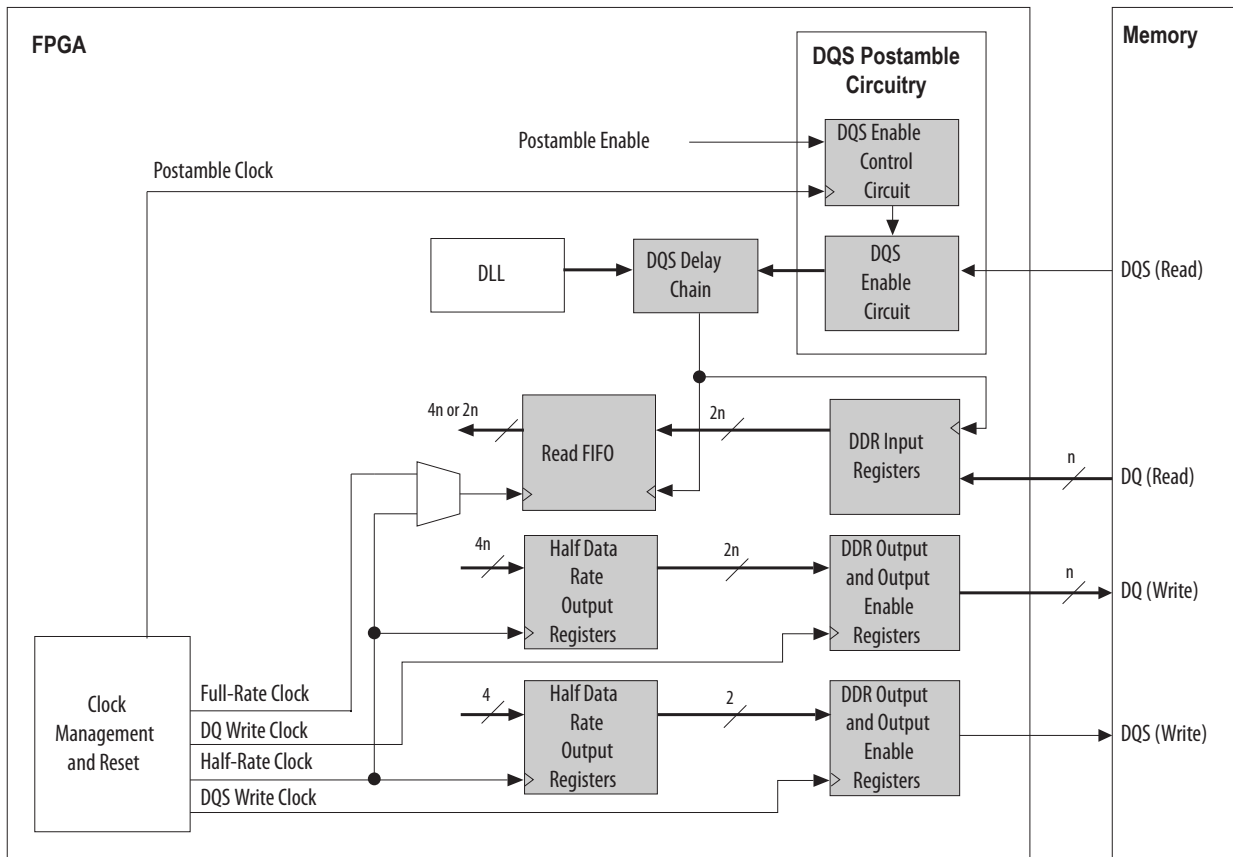 FPGA
Memory
DQS Postamble
Circuitry
Postamble Enable
DQS Enable
Control
Circuit
Postamble Clock
DLL
DQS Delay
Chain
DQS
Enable
Circuit
DQS (Read)
4n or 2n
Read FIFO
2n
DDR Input
Registers
n
DQ (Read)
4n
Half Data
Rate
Output
Registers
2n
DDR Output
and Output
Enable
Registers
n
DQ (Write)
Clock
Management
and Reset
Full-Rate Clock
DQ Write Clock
Half-Rate Clock
DQS Write Clock
4
Half Data
Rate
Output
Registers
2
DDR Output
and Output
Enable
Registers
DQS (Write)